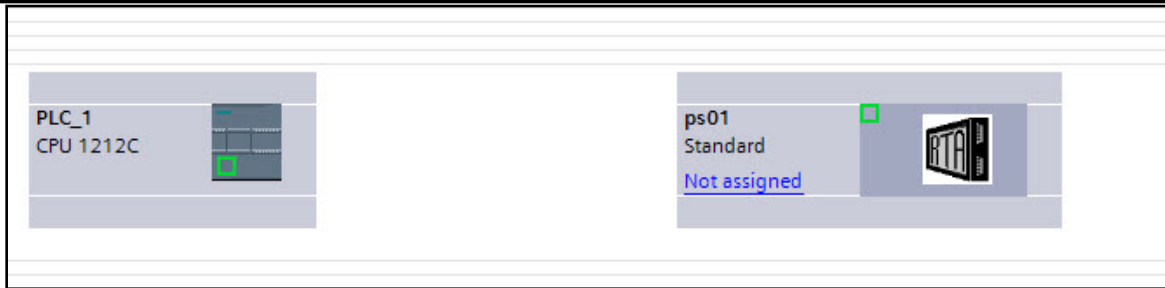 PLC_1
CPU 1212C
ps01
Standard
Not assigned
RTA